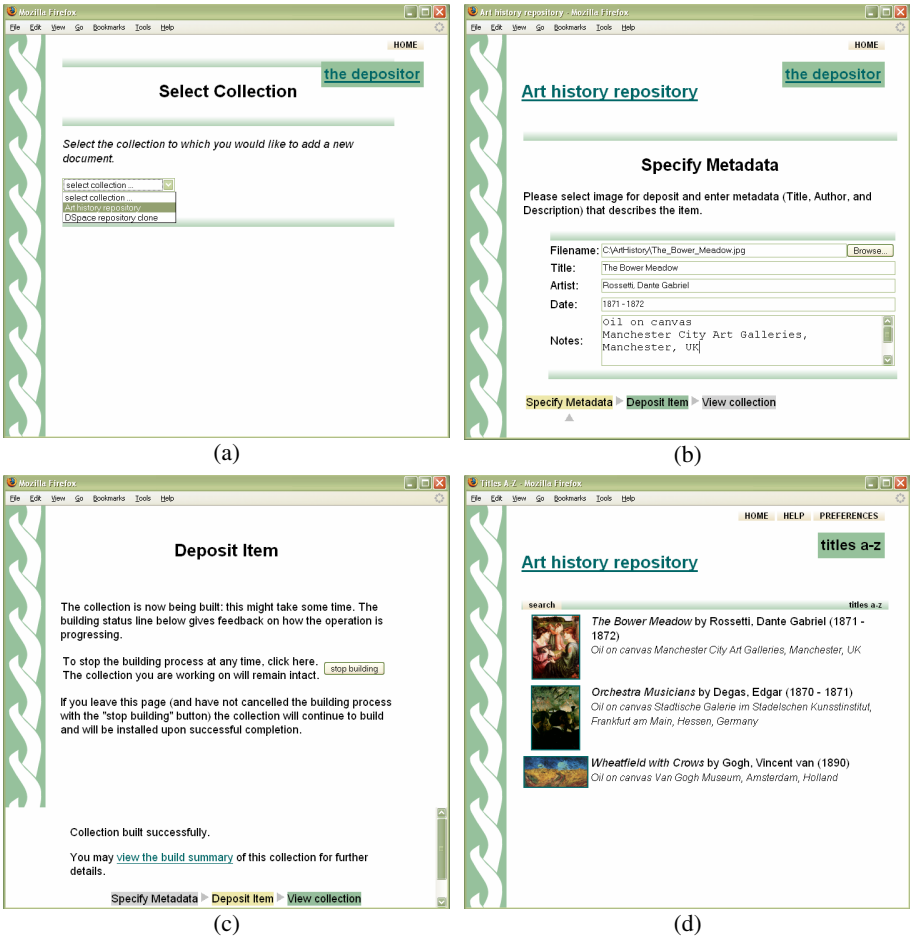 Mozilla Firefox
File Edit View Go Bookmarks Tools Help
HOME
the depositor
Select Collection
Select the collection to which you would like to add a new
document.
select collection ...
select collection ...
Art history repository
DSpace repository clone
(a)
Art history repository - Mozilla Firefox
File Edit View Go Bookmarks Tools Help
HOME
the depositor
Art history repository
Specify Metadata
Please select image for deposit and enter metadata (Title, Author, and
Description) that describes the item.
Filename: C:\ArtHistory\The_Bower_Meadow.jpg Browse...
Title: The Bower Meadow
Artist: Rossetti, Dante Gabriel
Date: 1871 - 1872
Notes: Oil on canvas
Manchester City Art Galleries,
Manchester, UK
Specify Metadata Deposit Item View collection
(b)
Mozilla Firefox
File Edit View Go Bookmarks Tools Help
Deposit Item
The collection is now being built: this might take some time. The
building status line below gives feedback on how the operation is
progressing.
To stop the building process at any time, click here.
The collection you are working on will remain intact. stop building
If you leave this page (and have not cancelled the building process
with the "stop building" button) the collection will continue to build
and will be installed upon successful completion.
Collection built successfully.
You may view the build summary of this collection for further
details.
Specify Metadata Deposit Item View collection
(c)
Titles A-Z - Mozilla Firefox
File Edit View Go Bookmarks Tools Help
HOME HELP PREFERENCES
titles a-z
Art history repository
search titles a-z
The Bower Meadow by Rossetti, Dante Gabriel (1871 -
1872)
Oil on canvas Manchester City Art Galleries, Manchester, UK
Orchestra Musicians by Degas, Edgar (1870 - 1871)
Oil on canvas Stadtische Galerie im Stadelschen Kunsstinstitut,
Frankfurt am Main, Hessen, Germany
Wheatfield with Crows by Gogh, Vincent van (1890)
Oil on canvas Van Gogh Museum, Amsterdam, Holland
(d)